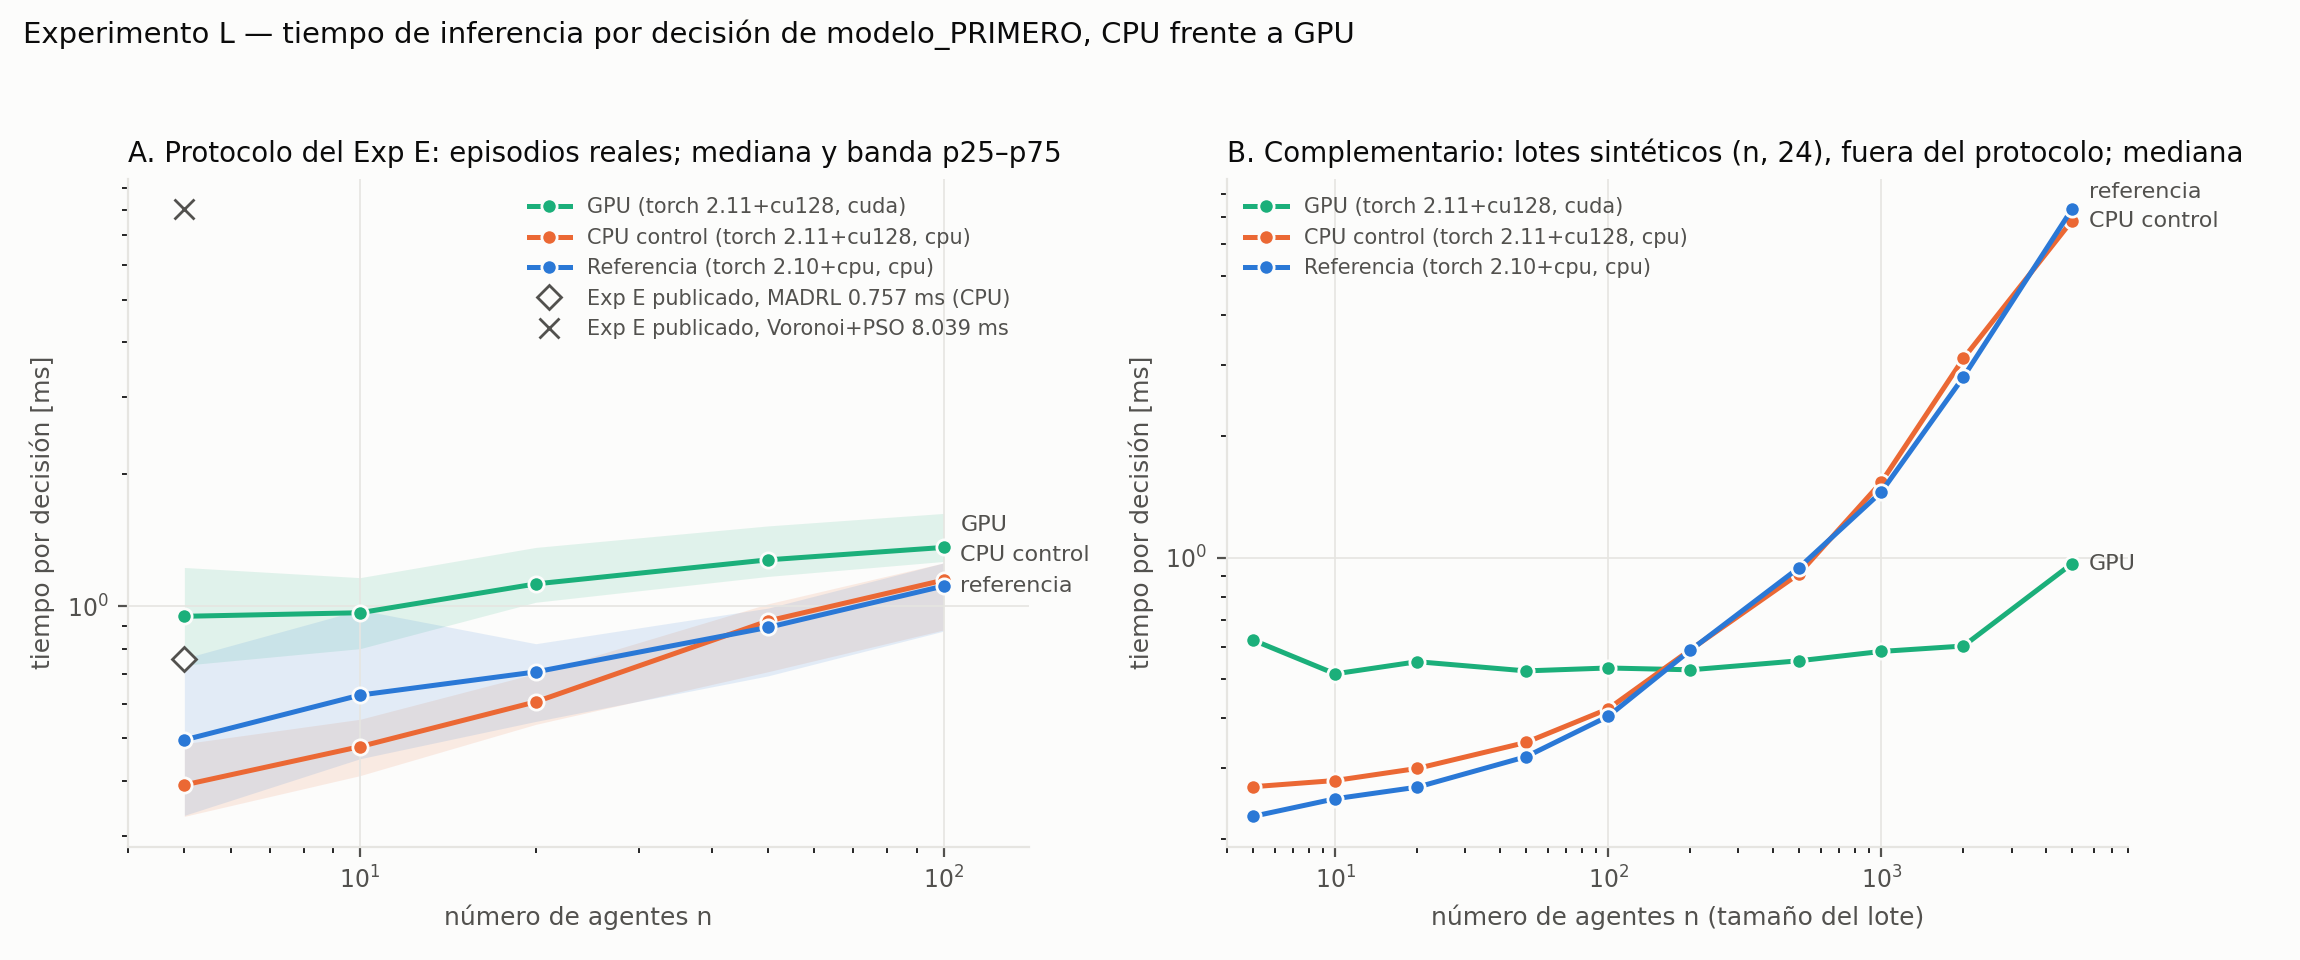 Experimento L — tiempo de inferencia por decisión de modelo_PRIMERO, CPU frente a GPU
A. Protocolo del Exp E: episodios reales; mediana y banda p25–p75
tiempo por decisión [ms]
10⁰
GPU (torch 2.11+cu128, cuda)
CPU control (torch 2.11+cu128, cpu)
Referencia (torch 2.10+cpu, cpu)
Exp E publicado, MADRL 0.757 ms (CPU)
Exp E publicado, Voronoi+PSO 8.039 ms
GPU
CPU control
referencia
10¹
10²
número de agentes n
B. Complementario: lotes sintéticos (n, 24), fuera del protocolo; mediana
tiempo por decisión [ms]
10⁰
GPU (torch 2.11+cu128, cuda)
CPU control (torch 2.11+cu128, cpu)
Referencia (torch 2.10+cpu, cpu)
referencia
CPU control
GPU
10¹
10²
10³
número de agentes n (tamaño del lote)